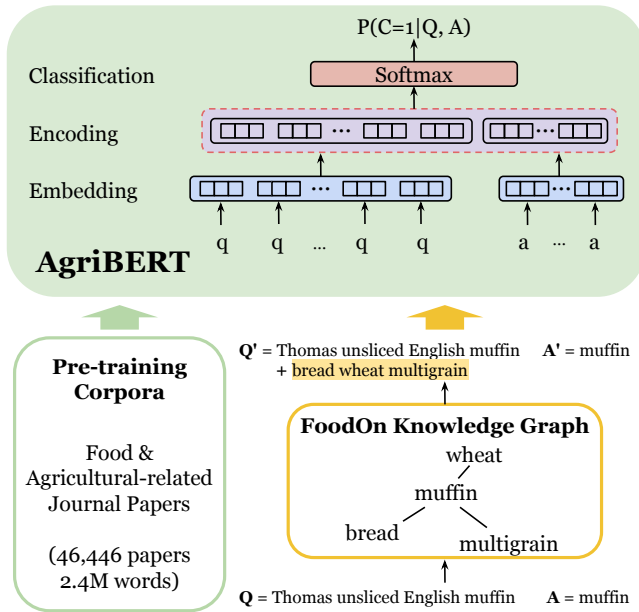 P(C=1|Q, A)
Classification
Softmax
Encoding
...
...
Embedding
...
...
q q ... q q
a ... a
AgriBERT
Pre-training
Corpora
Food &
Agricultural-related
Journal Papers
(46,446 papers
2.4M words)
Q' = Thomas unsliced English muffin
+ bread wheat multigrain
A' = muffin
FoodOn Knowledge Graph
wheat
muffin
bread
multigrain
Q = Thomas unsliced English muffin
A = muffin